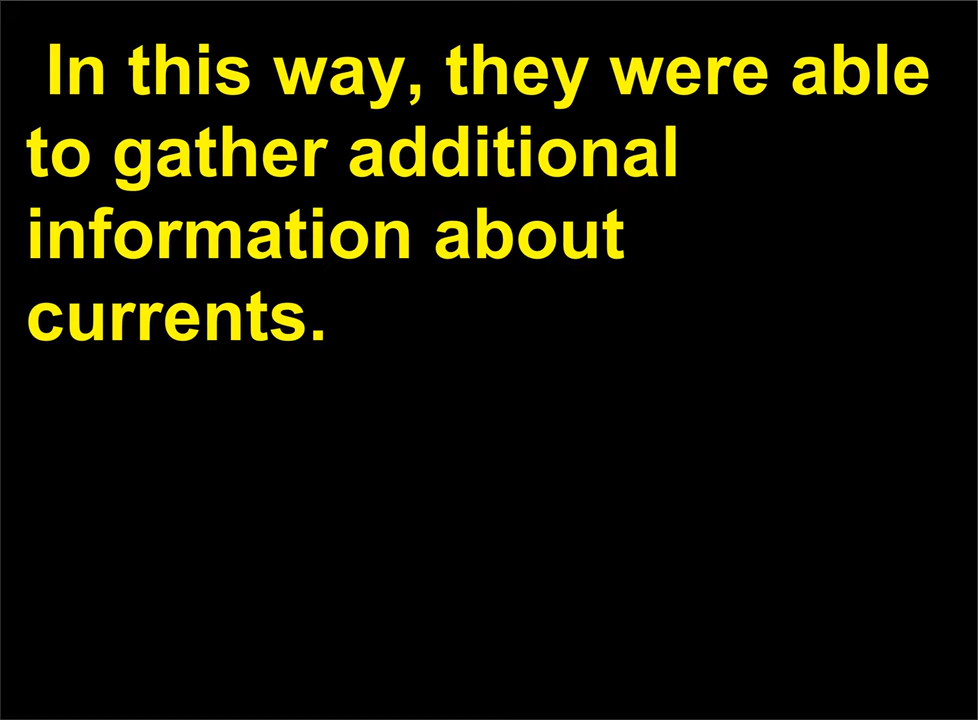 In this way, they were able
to gather additional
information about
currents.